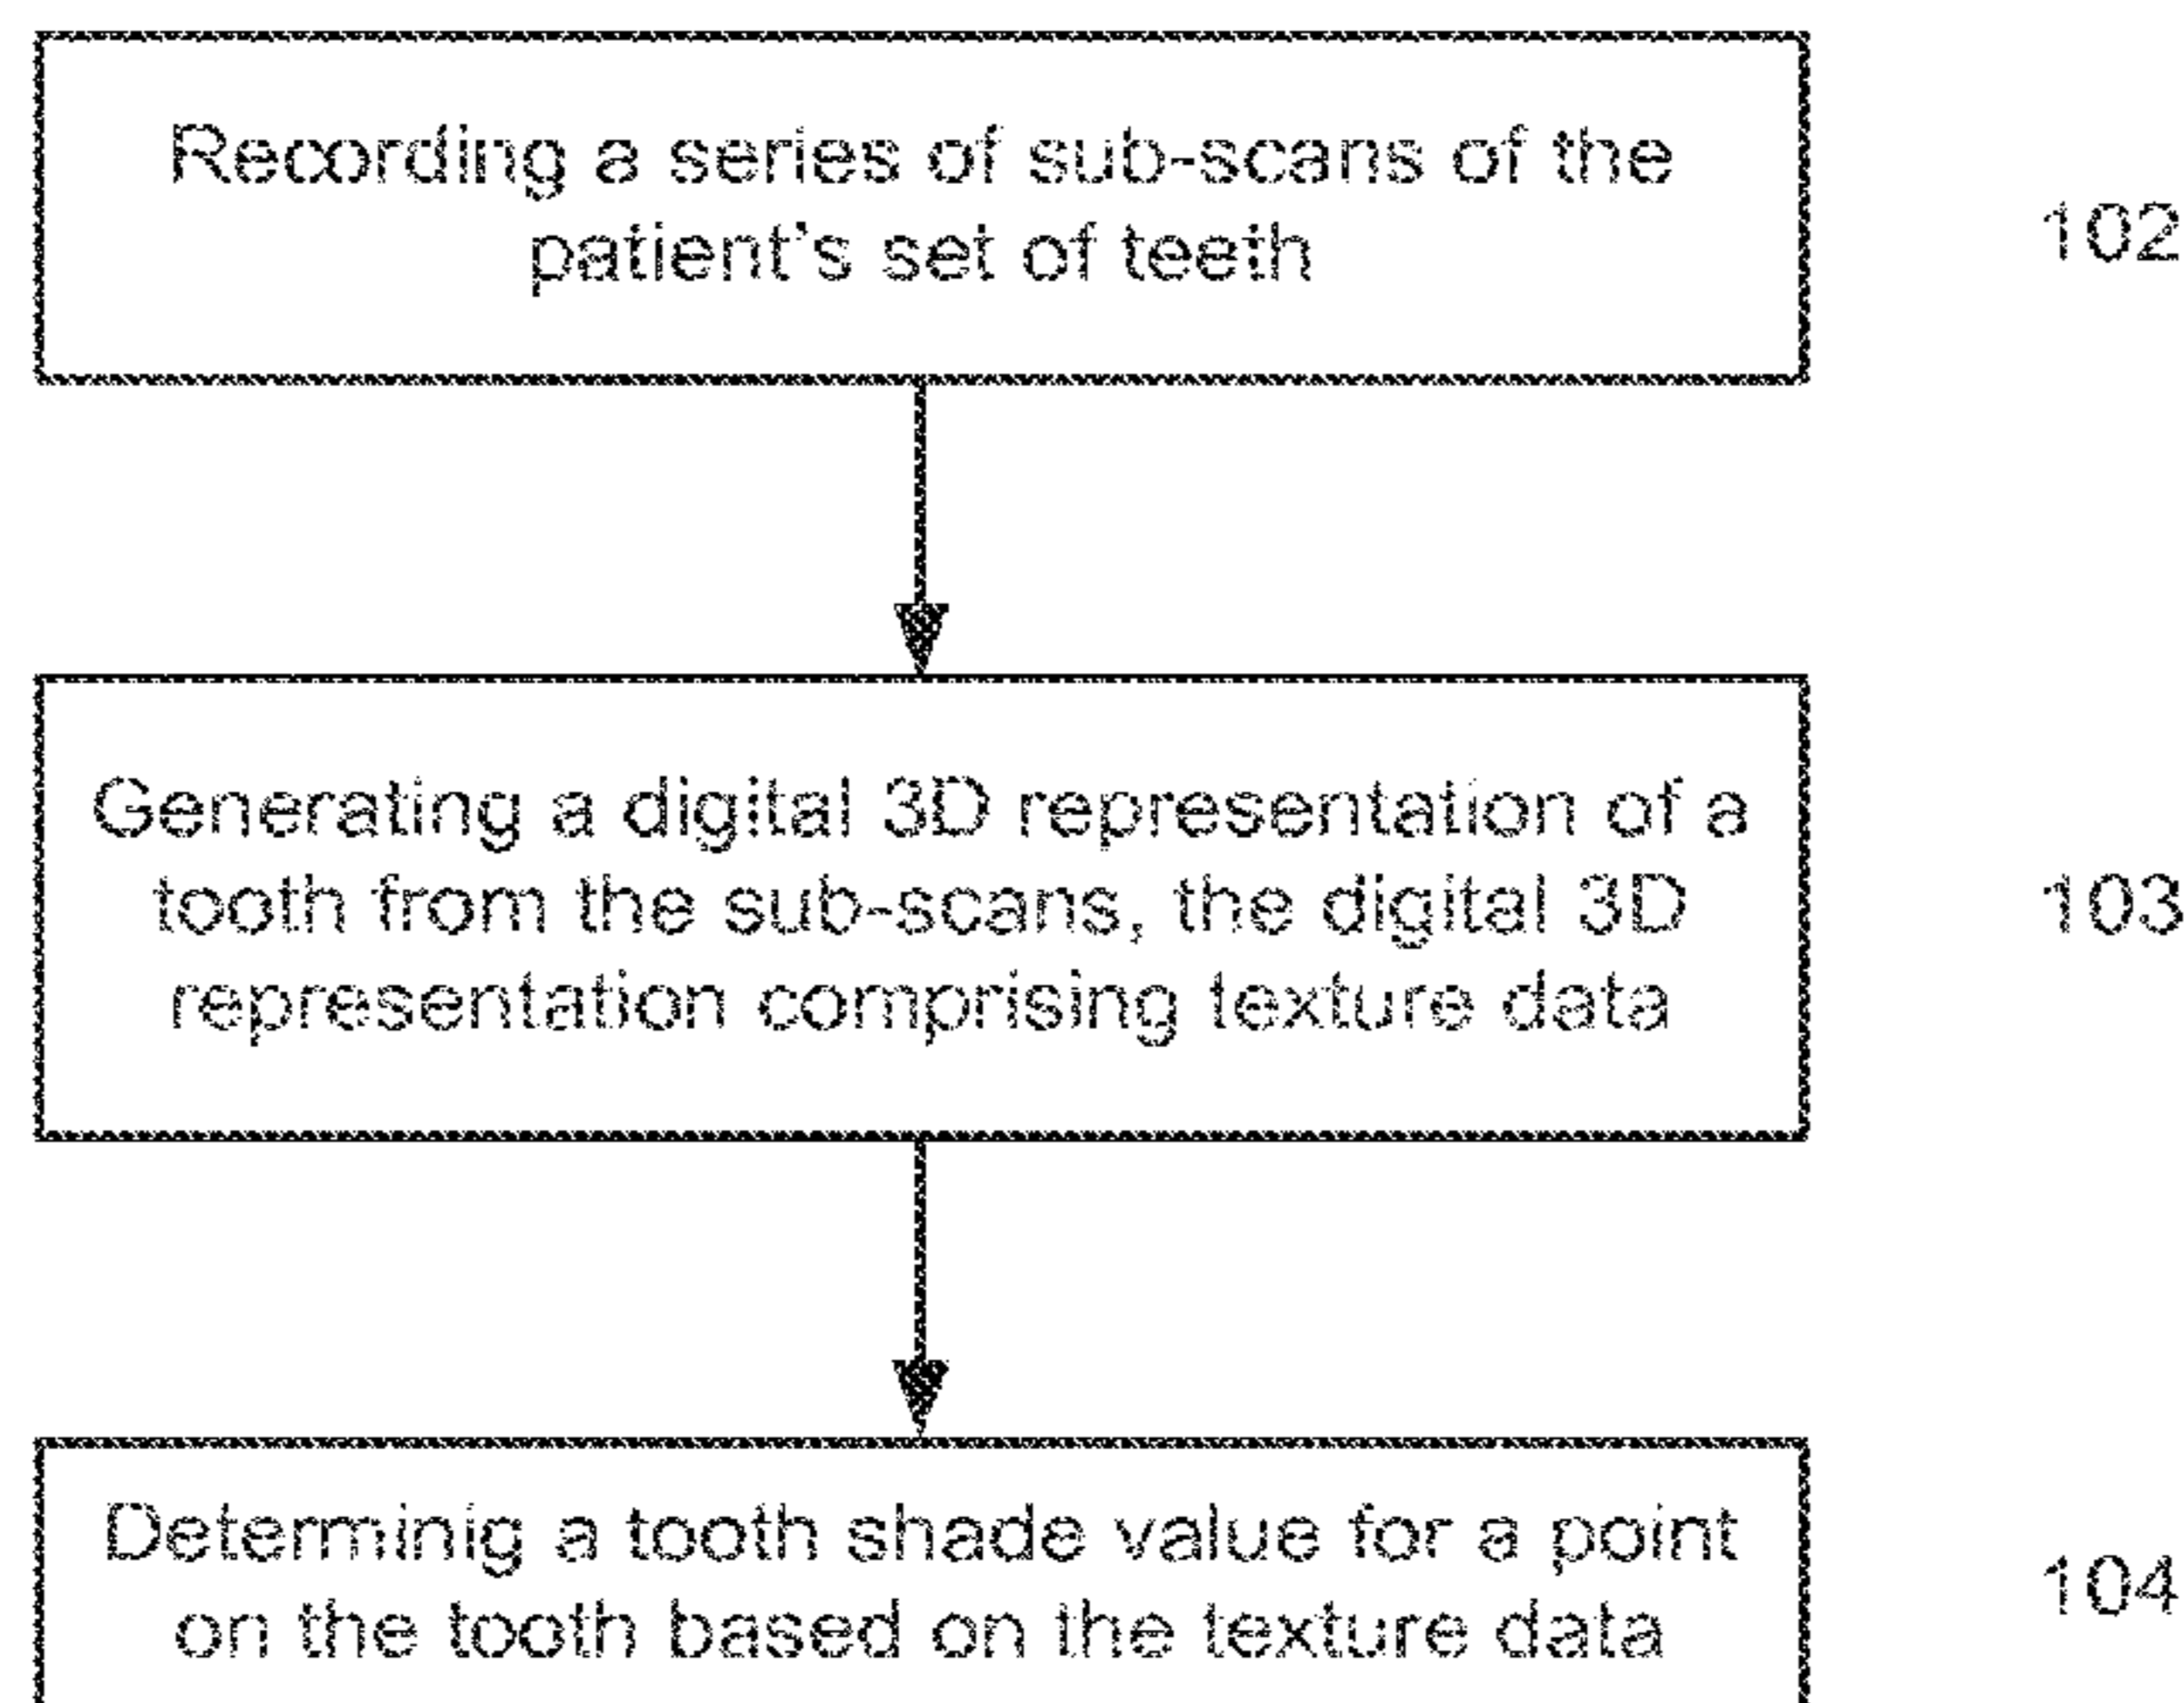 Recording a series of sub-scans of the
patient's set of teeth
102
Generating a digital 3D representation of a
tooth from the sub-scans, the digital 3D
representation comprising texture data
103
Determinig a tooth shade value for a point
on the tooth based on the texture data
104